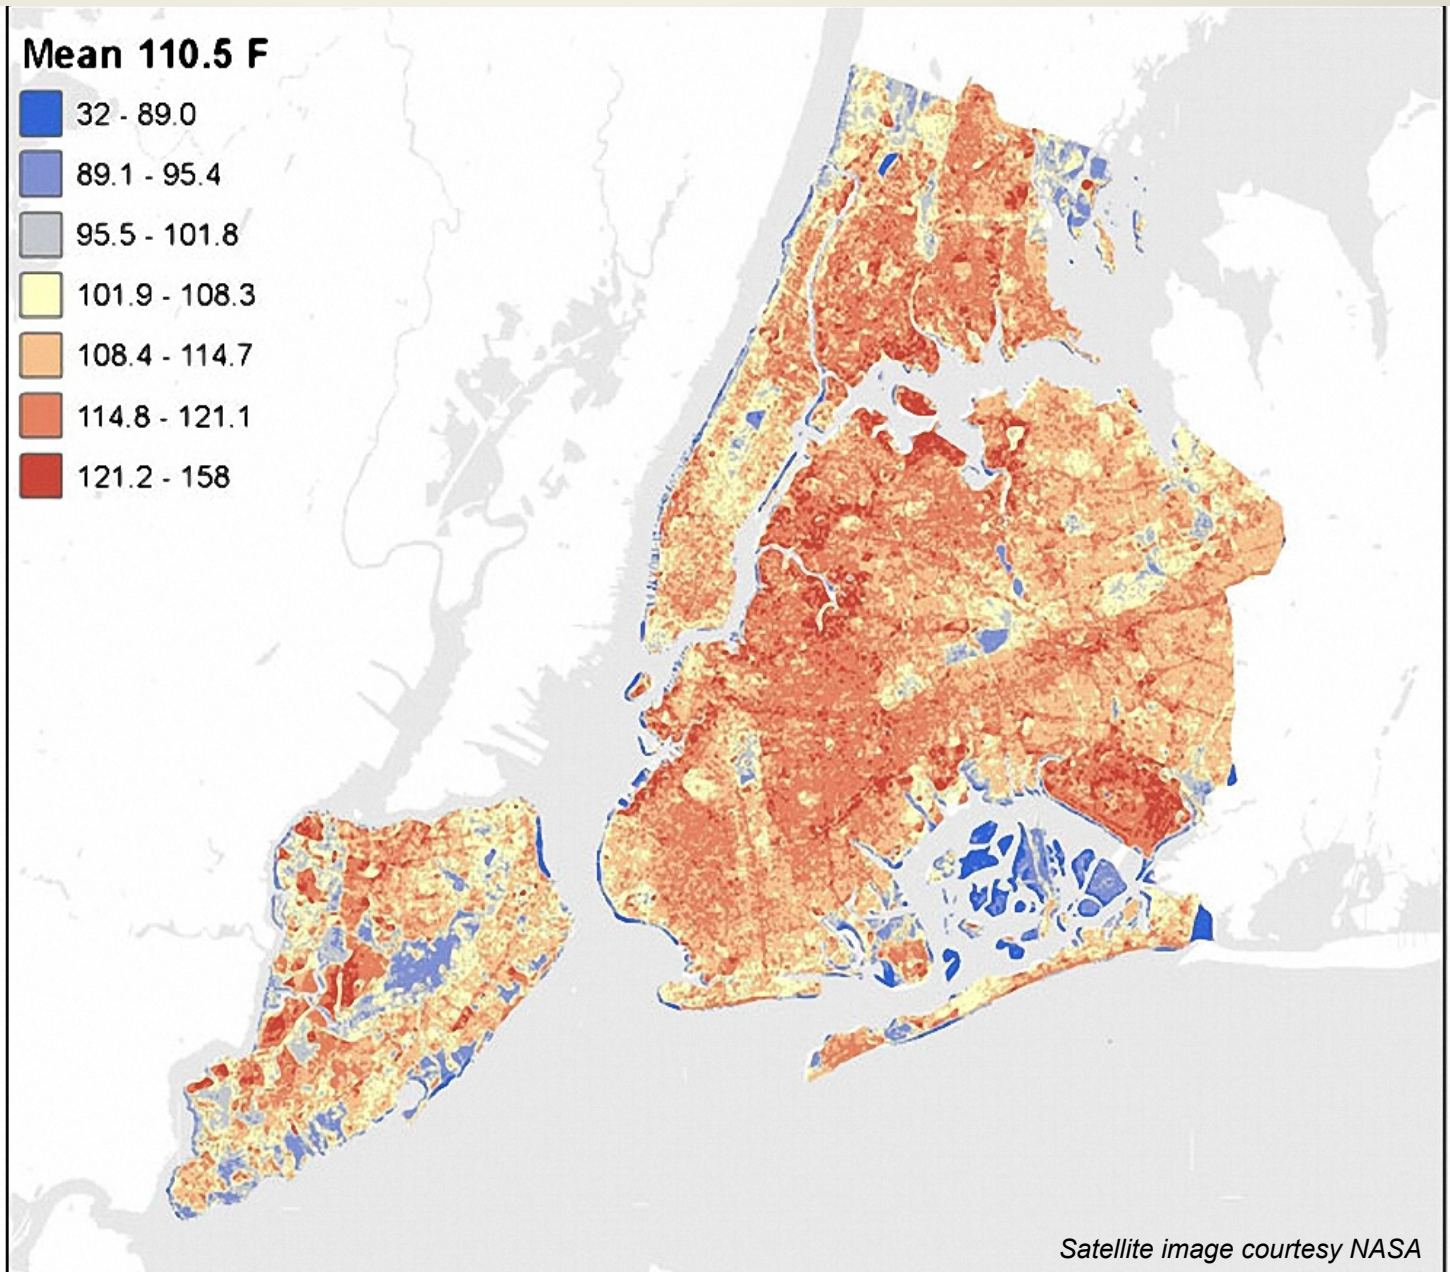 Mean 110.5 F
32 - 89.0
89.1 - 95.4
95.5 - 101.8
101.9 - 108.3
108.4 - 114.7
114.8 - 121.1
121.2 - 158
Satellite image courtesy NASA